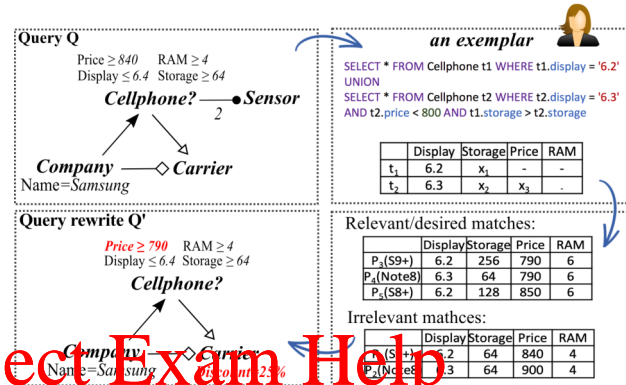 Query Q
Price ≥ 840 RAM ≥ 4
Display ≤ 6.4 Storage ≥ 64
Cellphone? Sensor
2
Company Carrier
Name=Samsung
an exemplar
SELECT * FROM Cellphone t1 WHERE t1.display = '6.2'
UNION
SELECT * FROM Cellphone t2 WHERE t2.display = '6.3'
AND t2.price < 800 AND t1.storage > t2.storage
Display Storage Price RAM
t1 6.2 x1 - -
t2 6.3 x2 x3 .
Query rewrite Q'
Price ≥ 790 RAM ≥ 4
Display ≤ 6.4 Storage ≥ 64
Cellphone?
Company Carrier
Name=Samsung Discount=25%
Relevant/desired matches:
Display Storage Price RAM
P3(S9+) 6.2 256 790 6
P4(Note8) 6.3 64 790 6
P5(S8+) 6.2 128 850 6
Irrelevant mathces:
Display Storage Price RAM
6.2 64 840 4
P2(Note8) 6.3 64 900 4
ect Exam Help